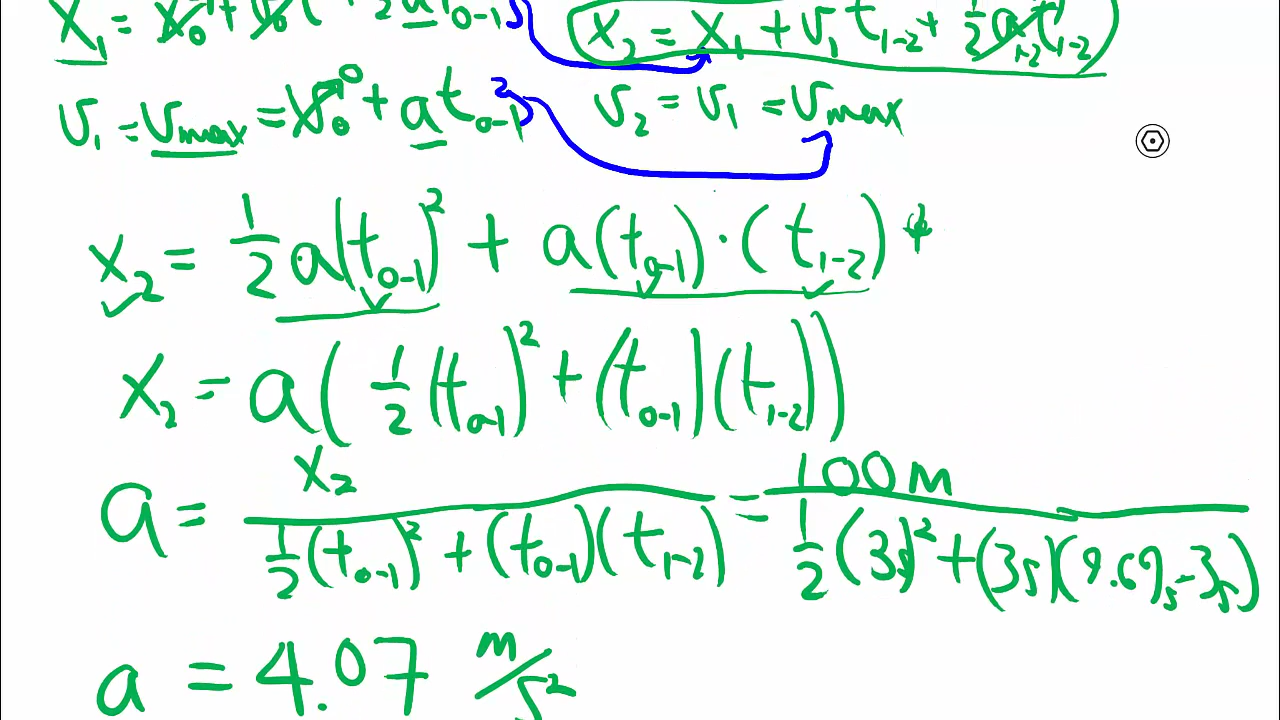 x₁ = x₀ + v₀t + ½at₀₋₁²
x₂ = x₁ + v₁t₁₋₂ + ½a₁₋₂t₁₋₂
v₁ = vmax = v₀⁰ + at₀₋₁
v₂ = v₁ = vmax
x₂ = ½a(t₀₋₁)² + a(t₀₋₁)·(t₁₋₂)
x₂ = a(½(t₀₋₁)² + (t₀₋₁)(t₁₋₂))
a = x₂ / (½(t₀₋₁)² + (t₀₋₁)(t₁₋₂)) = 100m / (½(3s)² + (3s)(9.69s-3s))
a = 4.07 m/s²